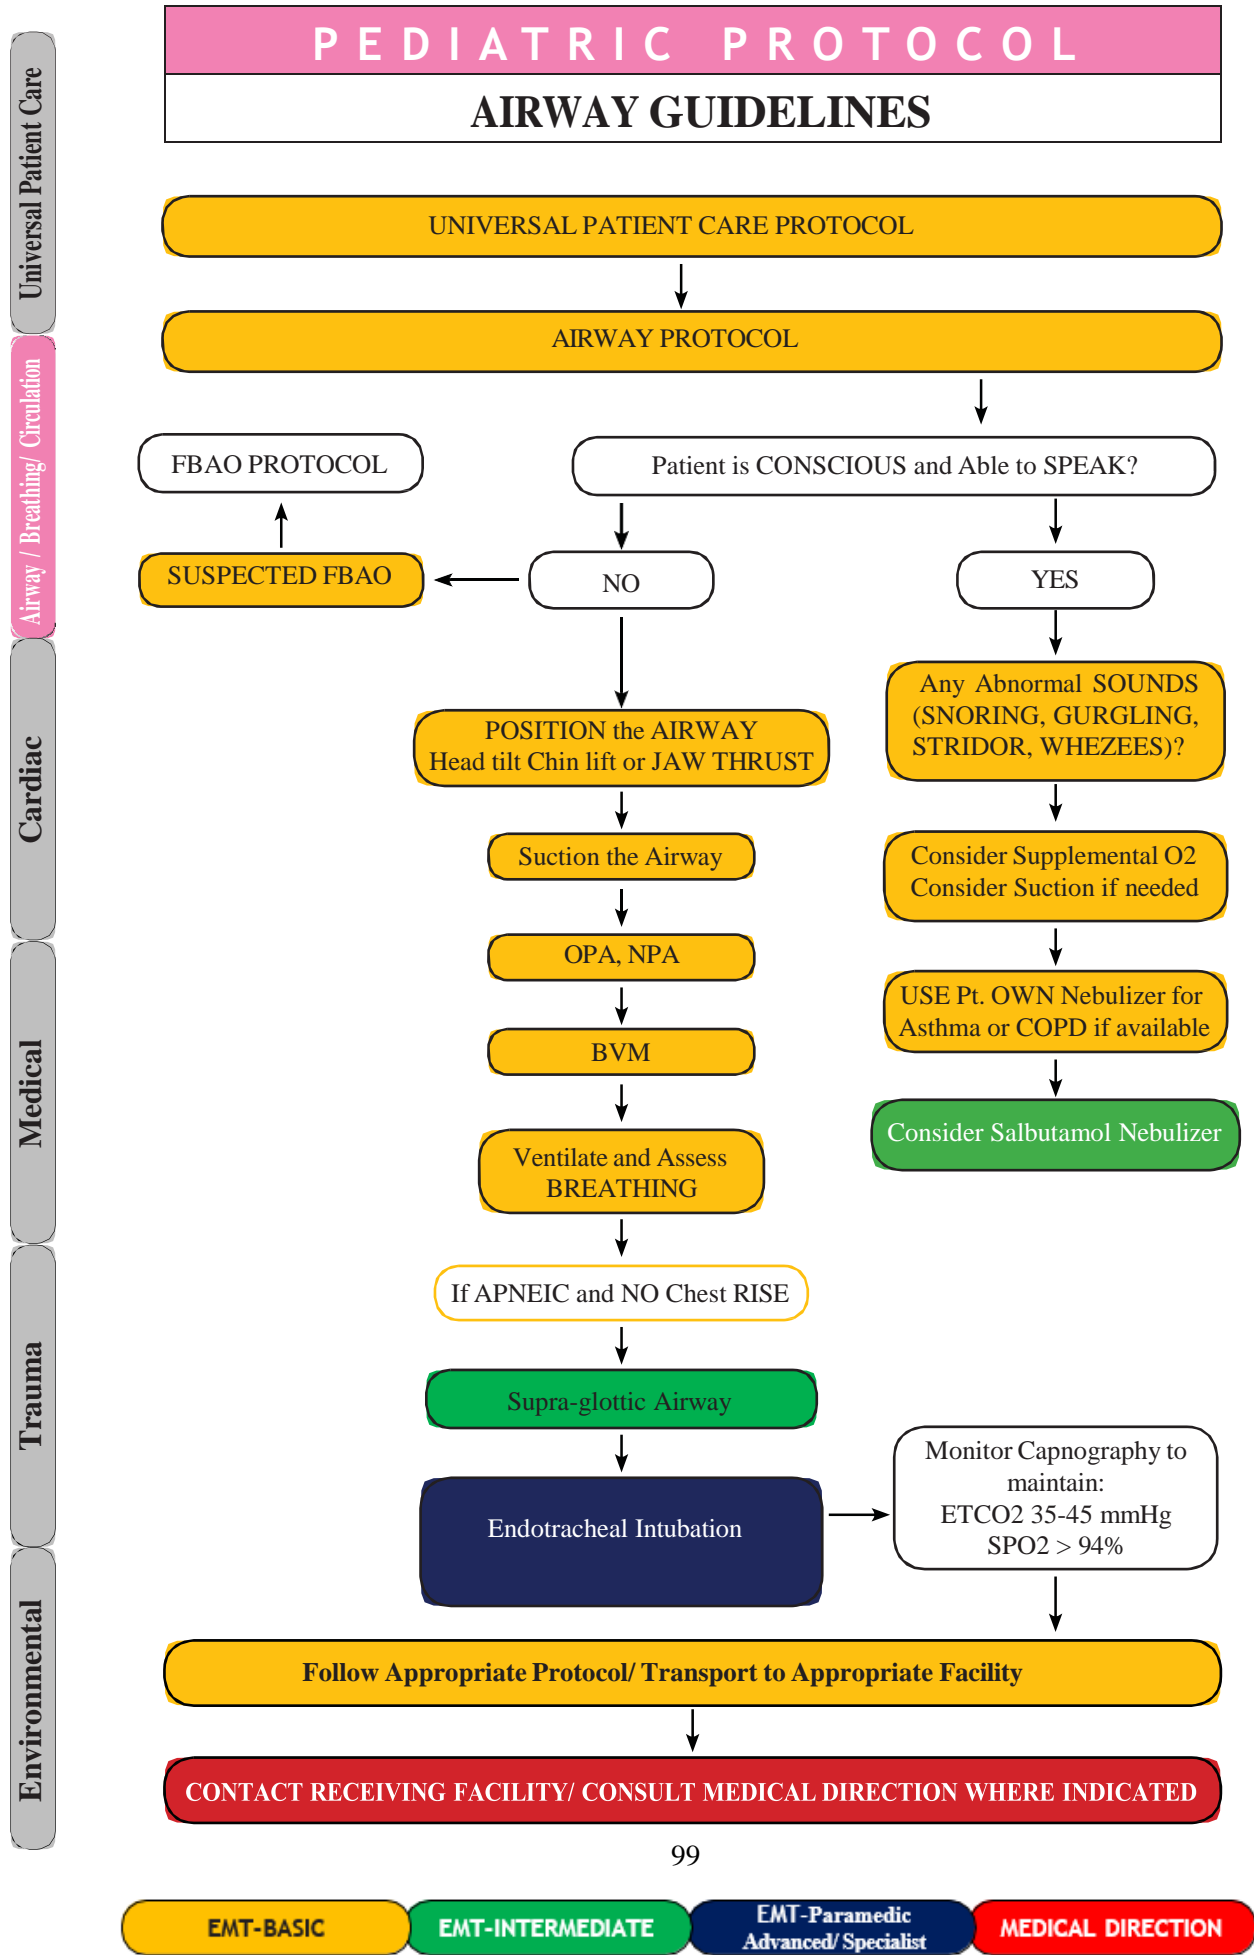 PEDIATRIC PROTOCOL
AIRWAY GUIDELINES
Universal Patient Care
Airway / Breathing/ Circulation
Cardiac
Medical
Trauma
Environmental
UNIVERSAL PATIENT CARE PROTOCOL
AIRWAY PROTOCOL
FBAO PROTOCOL
Patient is CONSCIOUS and Able to SPEAK?
SUSPECTED FBAO
NO
YES
POSITION the AIRWAY
Head tilt Chin lift or JAW THRUST
Suction the Airway
OPA, NPA
BVM
Ventilate and Assess
BREATHING
If APNEIC and NO Chest RISE
Supra-glottic Airway
Endotracheal Intubation
Any Abnormal SOUNDS
(SNORING, GURGLING,
STRIDOR, WHEZEES)?
Consider Supplemental O2
Consider Suction if needed
USE Pt. OWN Nebulizer for
Asthma or COPD if available
Consider Salbutamol Nebulizer
Monitor Capnography to
maintain:
ETCO2 35-45 mmHg
SPO2 > 94%
Follow Appropriate Protocol/ Transport to Appropriate Facility
CONTACT RECEIVING FACILITY/ CONSULT MEDICAL DIRECTION WHERE INDICATED
99
EMT-BASIC
EMT-INTERMEDIATE
EMT-Paramedic
Advanced/ Specialist
MEDICAL DIRECTION